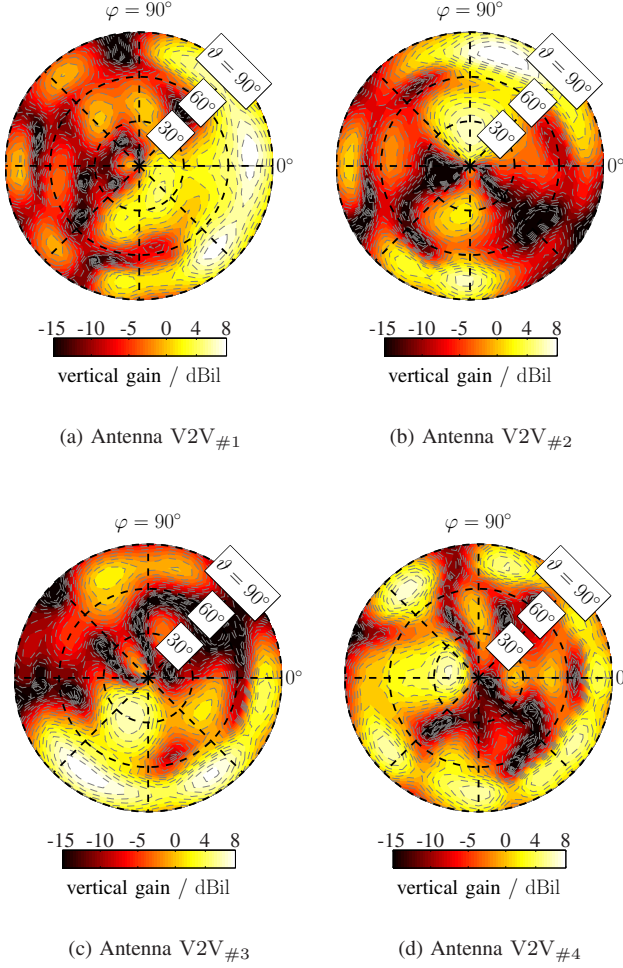 φ = 90° φ = 90°
ϑ = 90° ϑ = 90°
60° 60°
30° 30°
0° 0°
-15 -10 -5 0 4 8 -15 -10 -5 0 4 8
vertical gain / dBil vertical gain / dBil
(a) Antenna V2V#1 (b) Antenna V2V#2
φ = 90° φ = 90°
ϑ = 90° ϑ = 90°
60° 60°
30° 30°
0° 0°
-15 -10 -5 0 4 8 -15 -10 -5 0 4 8
vertical gain / dBil vertical gain / dBil
(c) Antenna V2V#3 (d) Antenna V2V#4